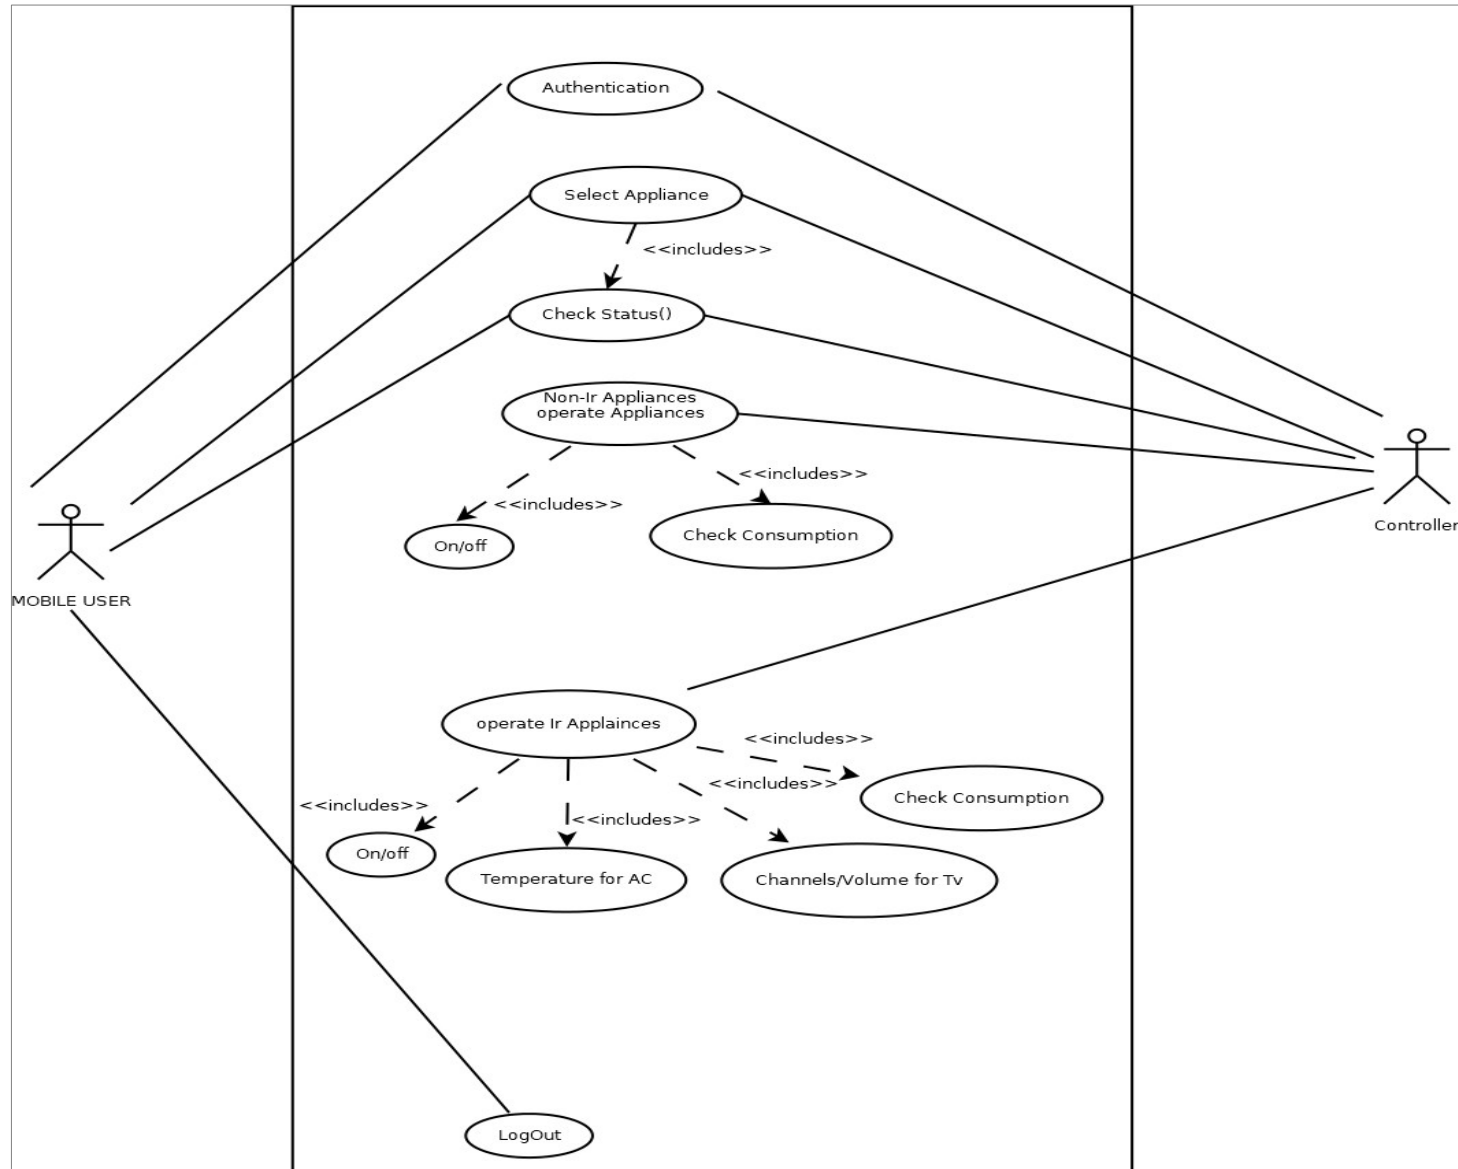 Authentication
Select Appliance
<<includes>>
Check Status()
Non-Ir Appliances
operate Appliances
<<includes>>
<<includes>>
Controller
Check Consumption
On/off
MOBILE USER
operate Ir Applainces
<<includes>>
<<includes>>
Check Consumption
<<includes>>
<<includes>>
On/off
Temperature for AC
Channels/Volume for Tv
LogOut